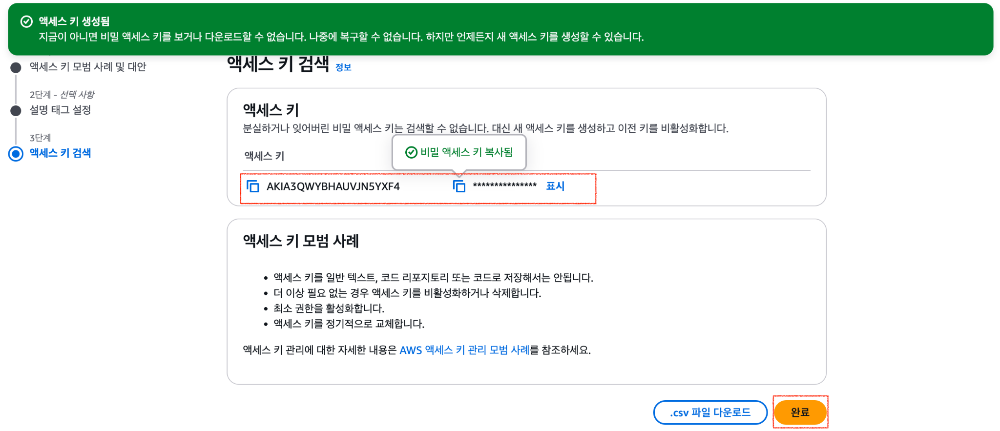 액세스 키 생성됨
지금이 아니면 비밀 액세스 키를 보거나 다운로드할 수 없습니다. 나중에 복구할 수 없습니다. 하지만 언제든지 새 액세스 키를 생성할 수 있습니다.
액세스 키 모범 사례 및 대안
2단계 - 선택 사항
설명 태그 설정
3단계
액세스 키 검색
액세스 키 검색 정보
액세스 키
분실하거나 잊어버린 비밀 액세스 키는 검색할 수 없습니다. 대신 새 액세스 키를 생성하고 이전 키를 비활성화합니다.
비밀 액세스 키 복사됨
액세스 키
AKIA3QWYBHAUVJN5YXF4 *************** 표시
액세스 키 모범 사례
• 액세스 키를 일반 텍스트, 코드 리포지토리 또는 코드로 저장해서는 안됩니다.
• 더 이상 필요 없는 경우 액세스 키를 비활성화하거나 삭제합니다.
• 최소 권한을 활성화합니다.
• 액세스 키를 정기적으로 교체합니다.
액세스 키 관리에 대한 자세한 내용은 AWS 액세스 키 관리 모범 사례를 참조하세요.
.csv 파일 다운로드 완료